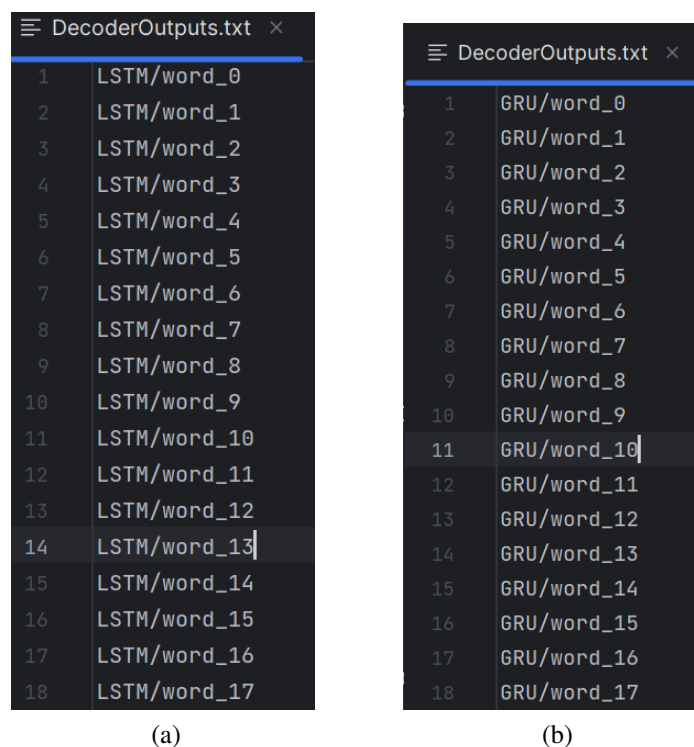 DecoderOutputs.txt ×
1 LSTM/word_0
2 LSTM/word_1
3 LSTM/word_2
4 LSTM/word_3
5 LSTM/word_4
6 LSTM/word_5
7 LSTM/word_6
8 LSTM/word_7
9 LSTM/word_8
10 LSTM/word_9
11 LSTM/word_10
12 LSTM/word_11
13 LSTM/word_12
14 LSTM/word_13
15 LSTM/word_14
16 LSTM/word_15
17 LSTM/word_16
18 LSTM/word_17
(a)
DecoderOutputs.txt ×
1 GRU/word_0
2 GRU/word_1
3 GRU/word_2
4 GRU/word_3
5 GRU/word_4
6 GRU/word_5
7 GRU/word_6
8 GRU/word_7
9 GRU/word_8
10 GRU/word_9
11 GRU/word_10
12 GRU/word_11
13 GRU/word_12
14 GRU/word_13
15 GRU/word_14
16 GRU/word_15
17 GRU/word_16
18 GRU/word_17
(b)